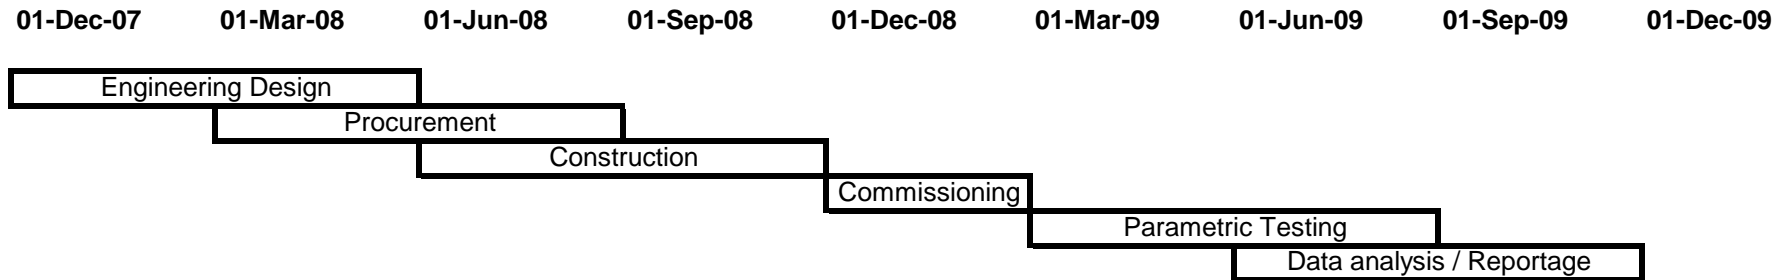 01-Dec-07 01-Mar-08 01-Jun-08 01-Sep-08 01-Dec-08 01-Mar-09 01-Jun-09 01-Sep-09 01-Dec-09
Engineering Design
Procurement
Construction
Commissioning
Parametric Testing
Data analysis / Reportage